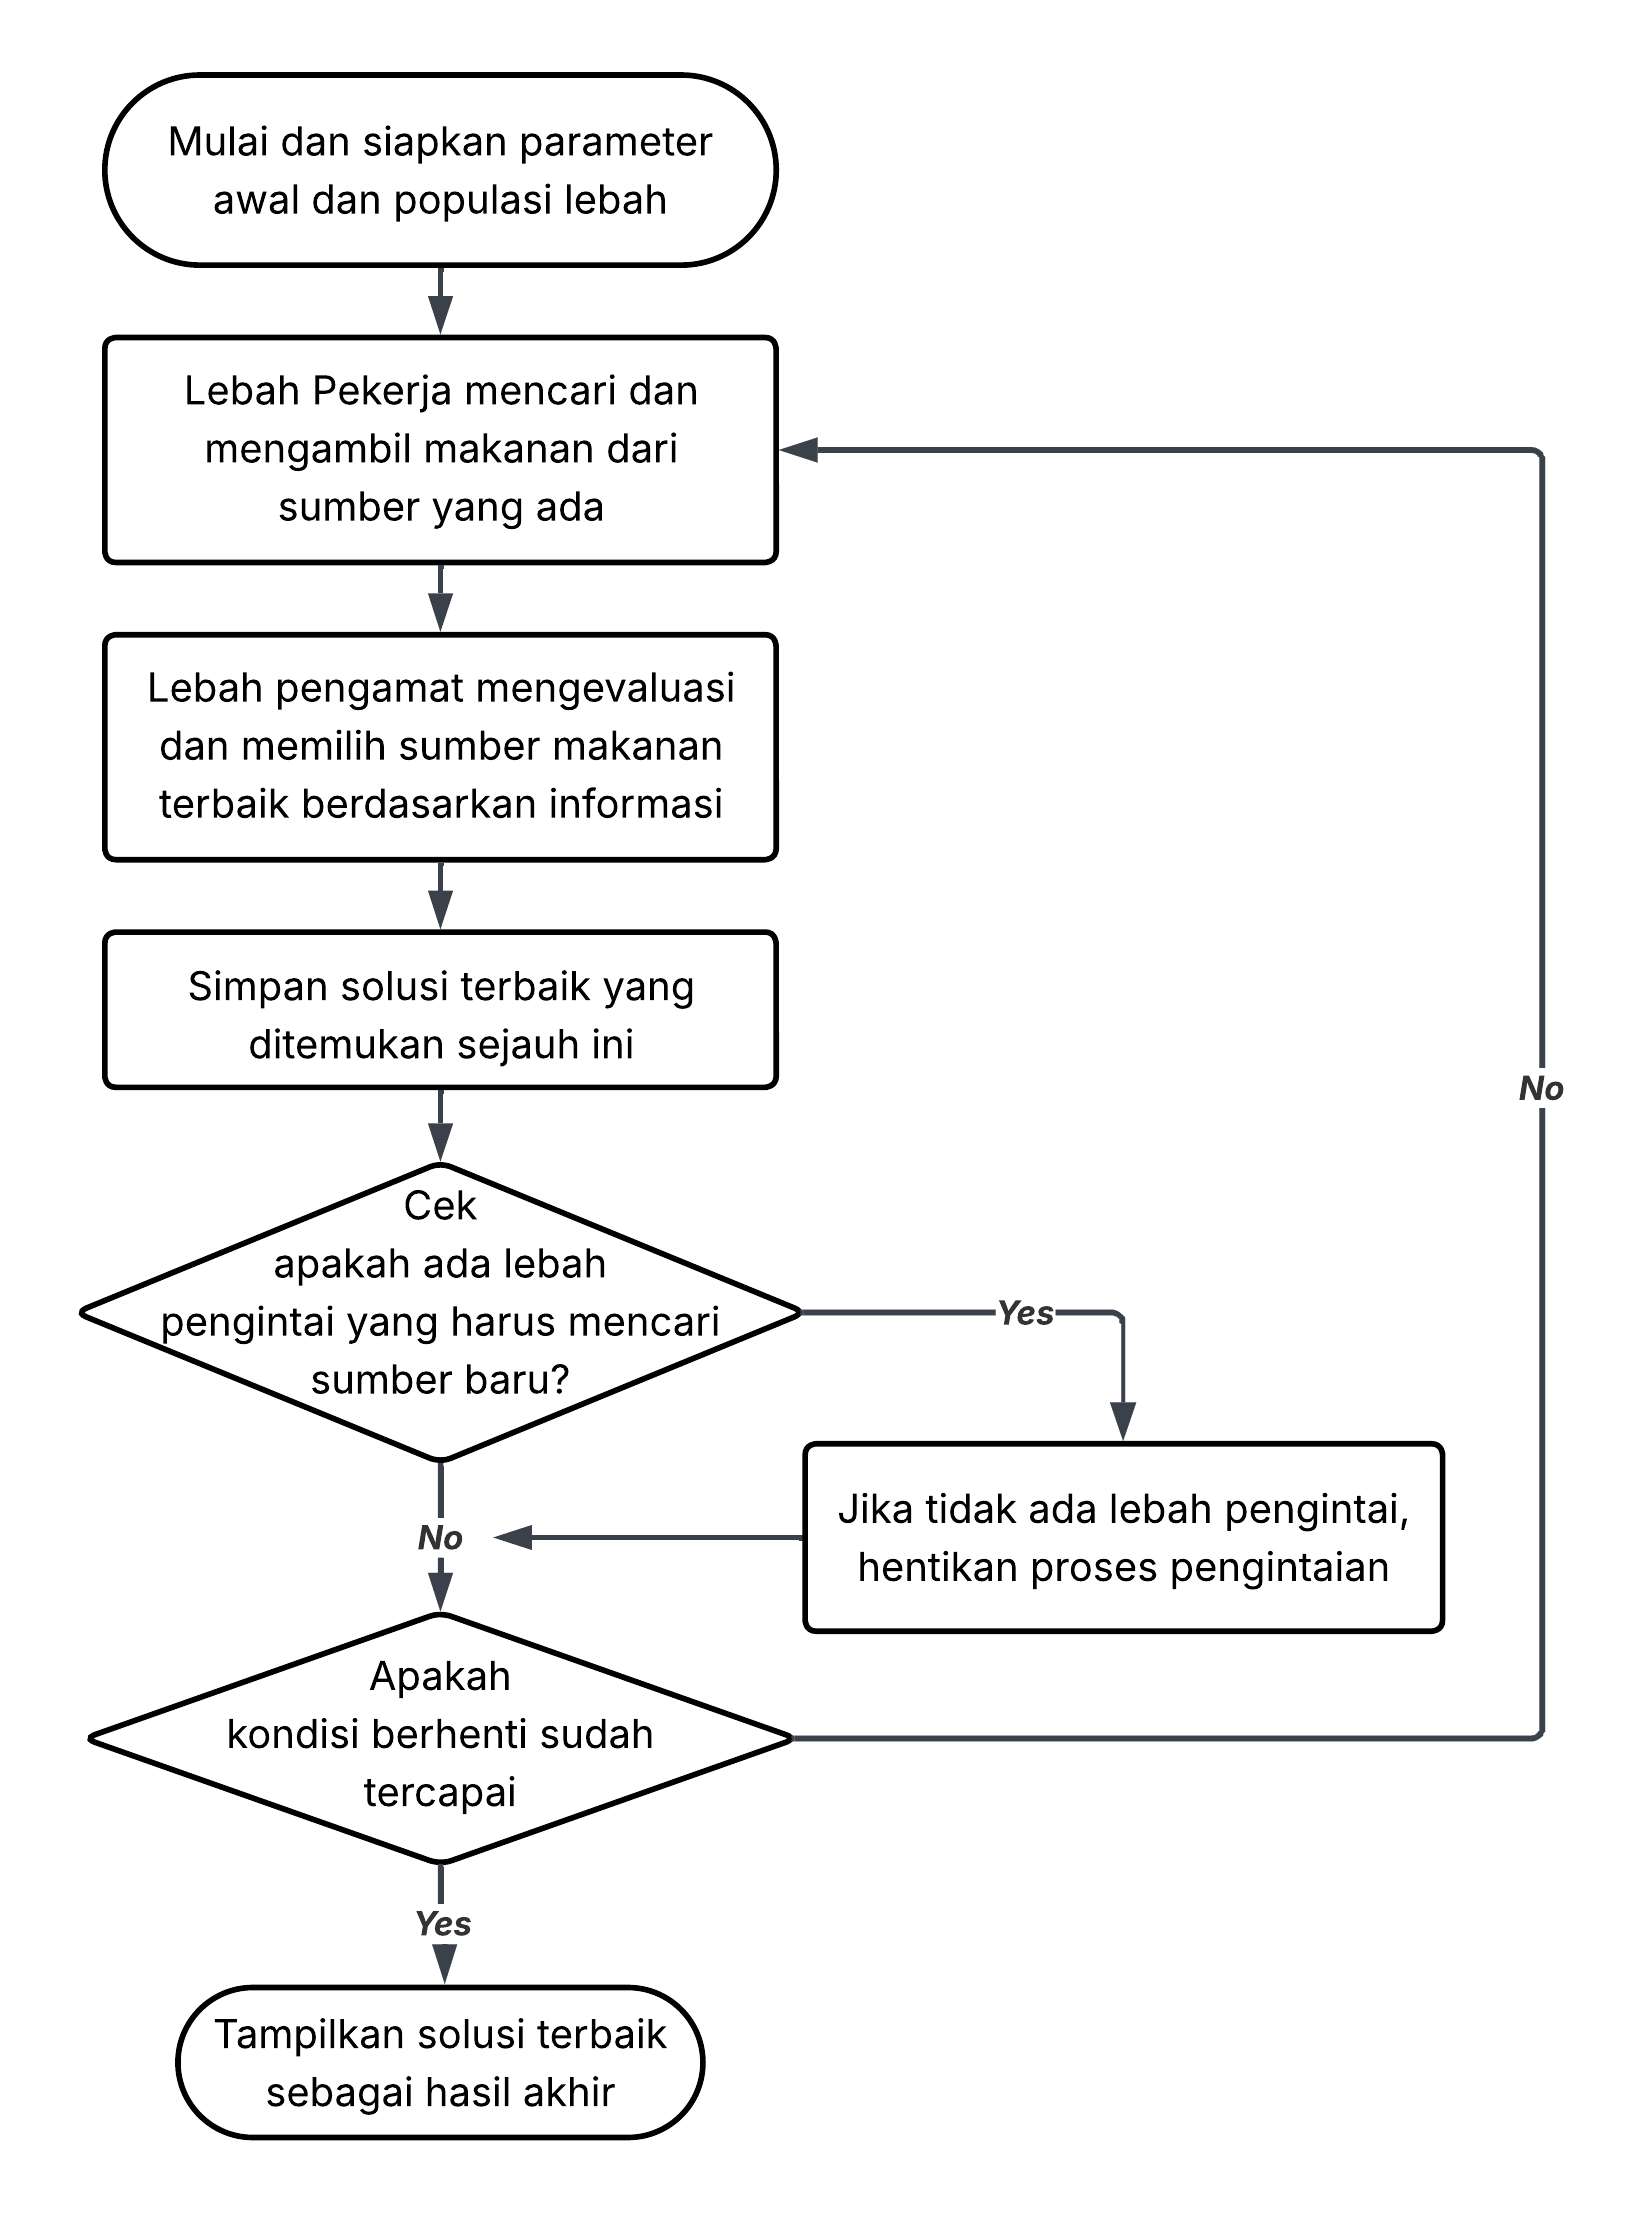 Mulai dan siapkan parameter
awal dan populasi lebah
Lebah Pekerja mencari dan
mengambil makanan dari
sumber yang ada
Lebah pengamat mengevaluasi
dan memilih sumber makanan
terbaik berdasarkan informasi
Simpan solusi terbaik yang
ditemukan sejauh ini
No
Cek
apakah ada lebah
pengintai yang harus mencari
sumber baru?
Yes
Jika tidak ada lebah pengintai,
hentikan proses pengintaian
No
Apakah
kondisi berhenti sudah
tercapai
Yes
Tampilkan solusi terbaik
sebagai hasil akhir